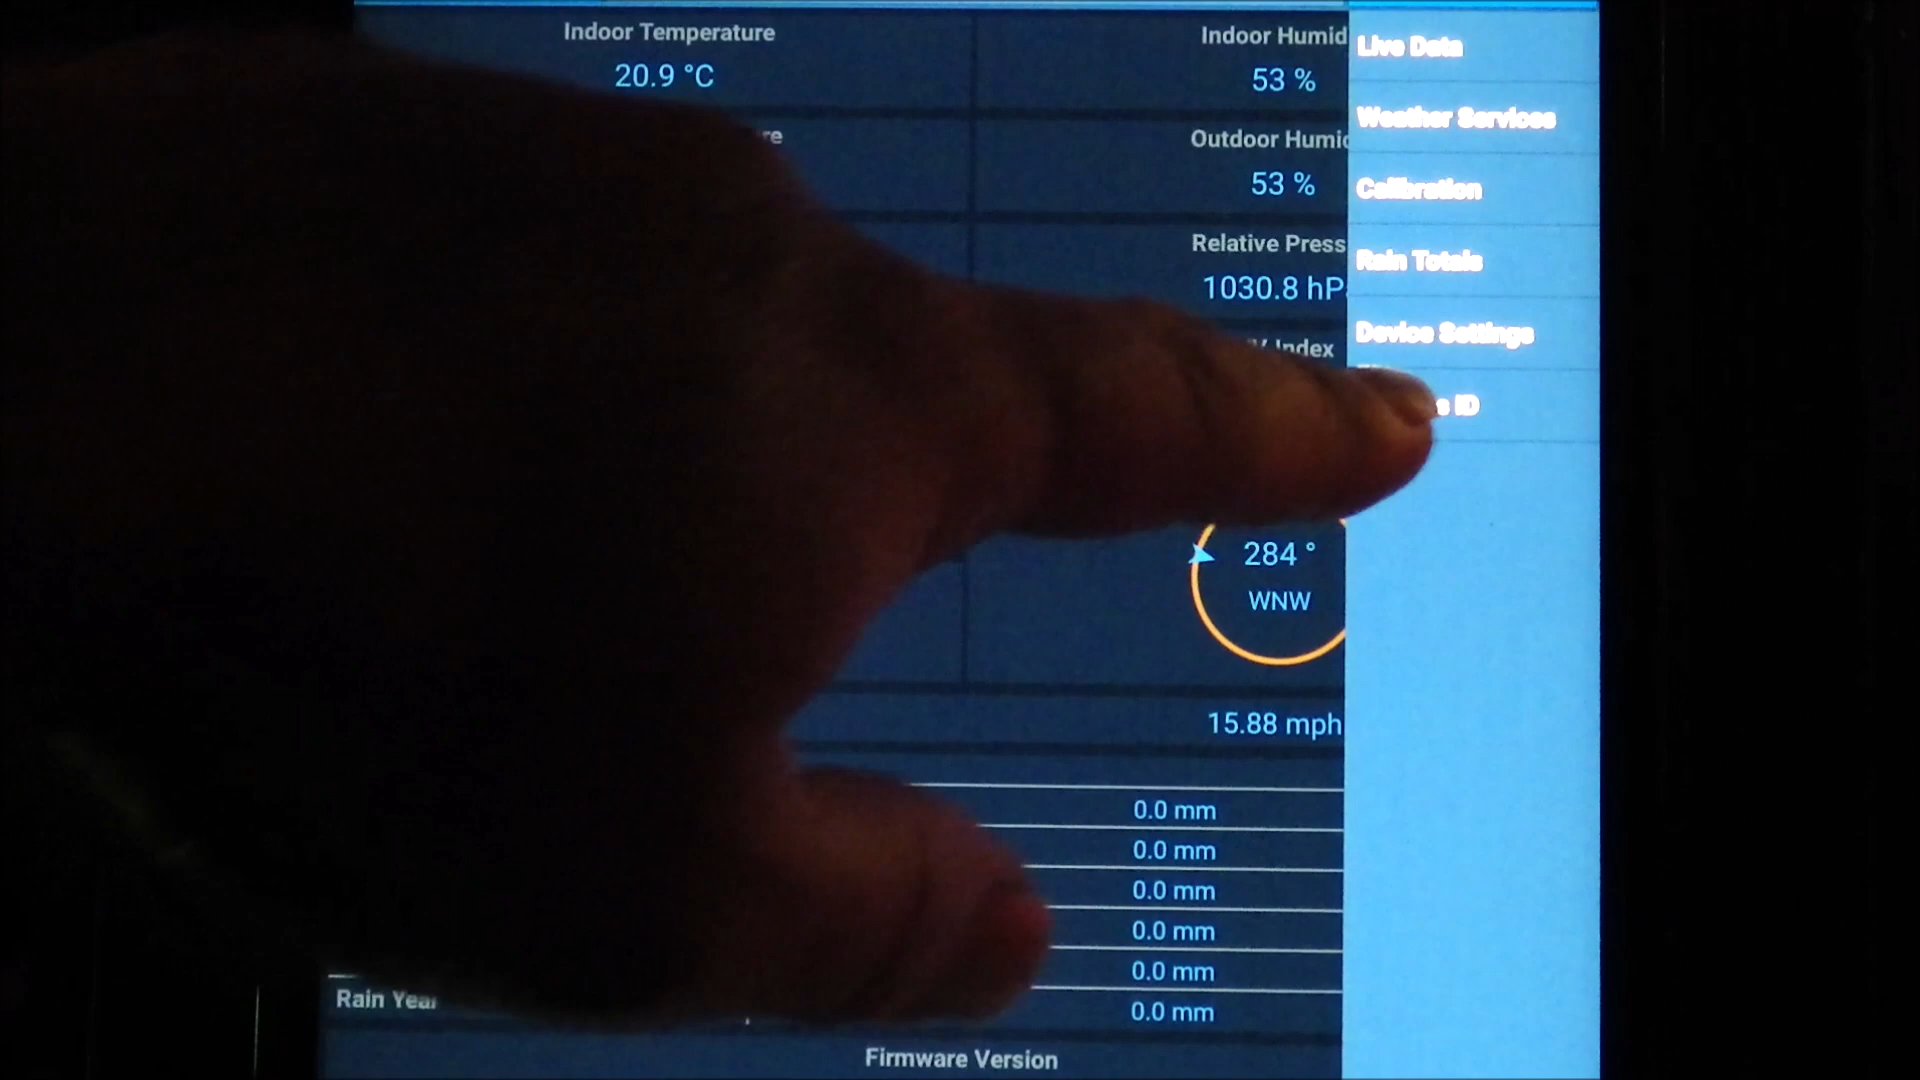 Indoor Temperature
20.9 °C
Indoor Humid
53 %
Outdoor Humi
53 %
Relative Press
1030.8 hP
Index
284 °
WNW
15.88 mph
0.0 mm
0.0 mm
0.0 mm
0.0 mm
0.0 mm
Rain Year
0.0 mm
Firmware Version
Live Data
Weather Services
Calibration
Rain Totals
Device Settings
ID